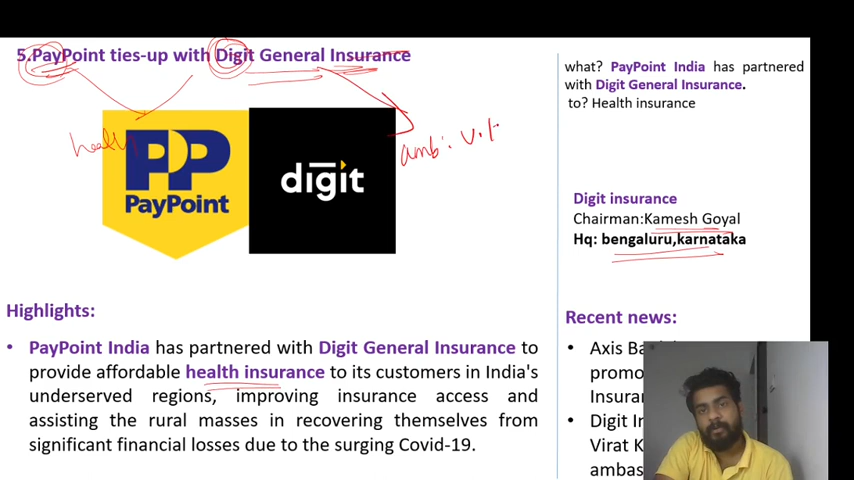 5.PayPoint ties-up with Digit General Insurance
health
PP
PayPoint
digit
amb: V.k
Highlights:
• PayPoint India has partnered with Digit General Insurance to
provide affordable health insurance to its customers in India's
underserved regions, improving insurance access and
assisting the rural masses in recovering themselves from
significant financial losses due to the surging Covid-19.
what? PayPoint India has partnered
with Digit General Insurance.
to? Health insurance
Digit insurance
Chairman:Kamesh Goyal
Hq: bengaluru,karnataka
Recent news:
• Axis
promo
Insuran
• Digit
Virat K
ambas